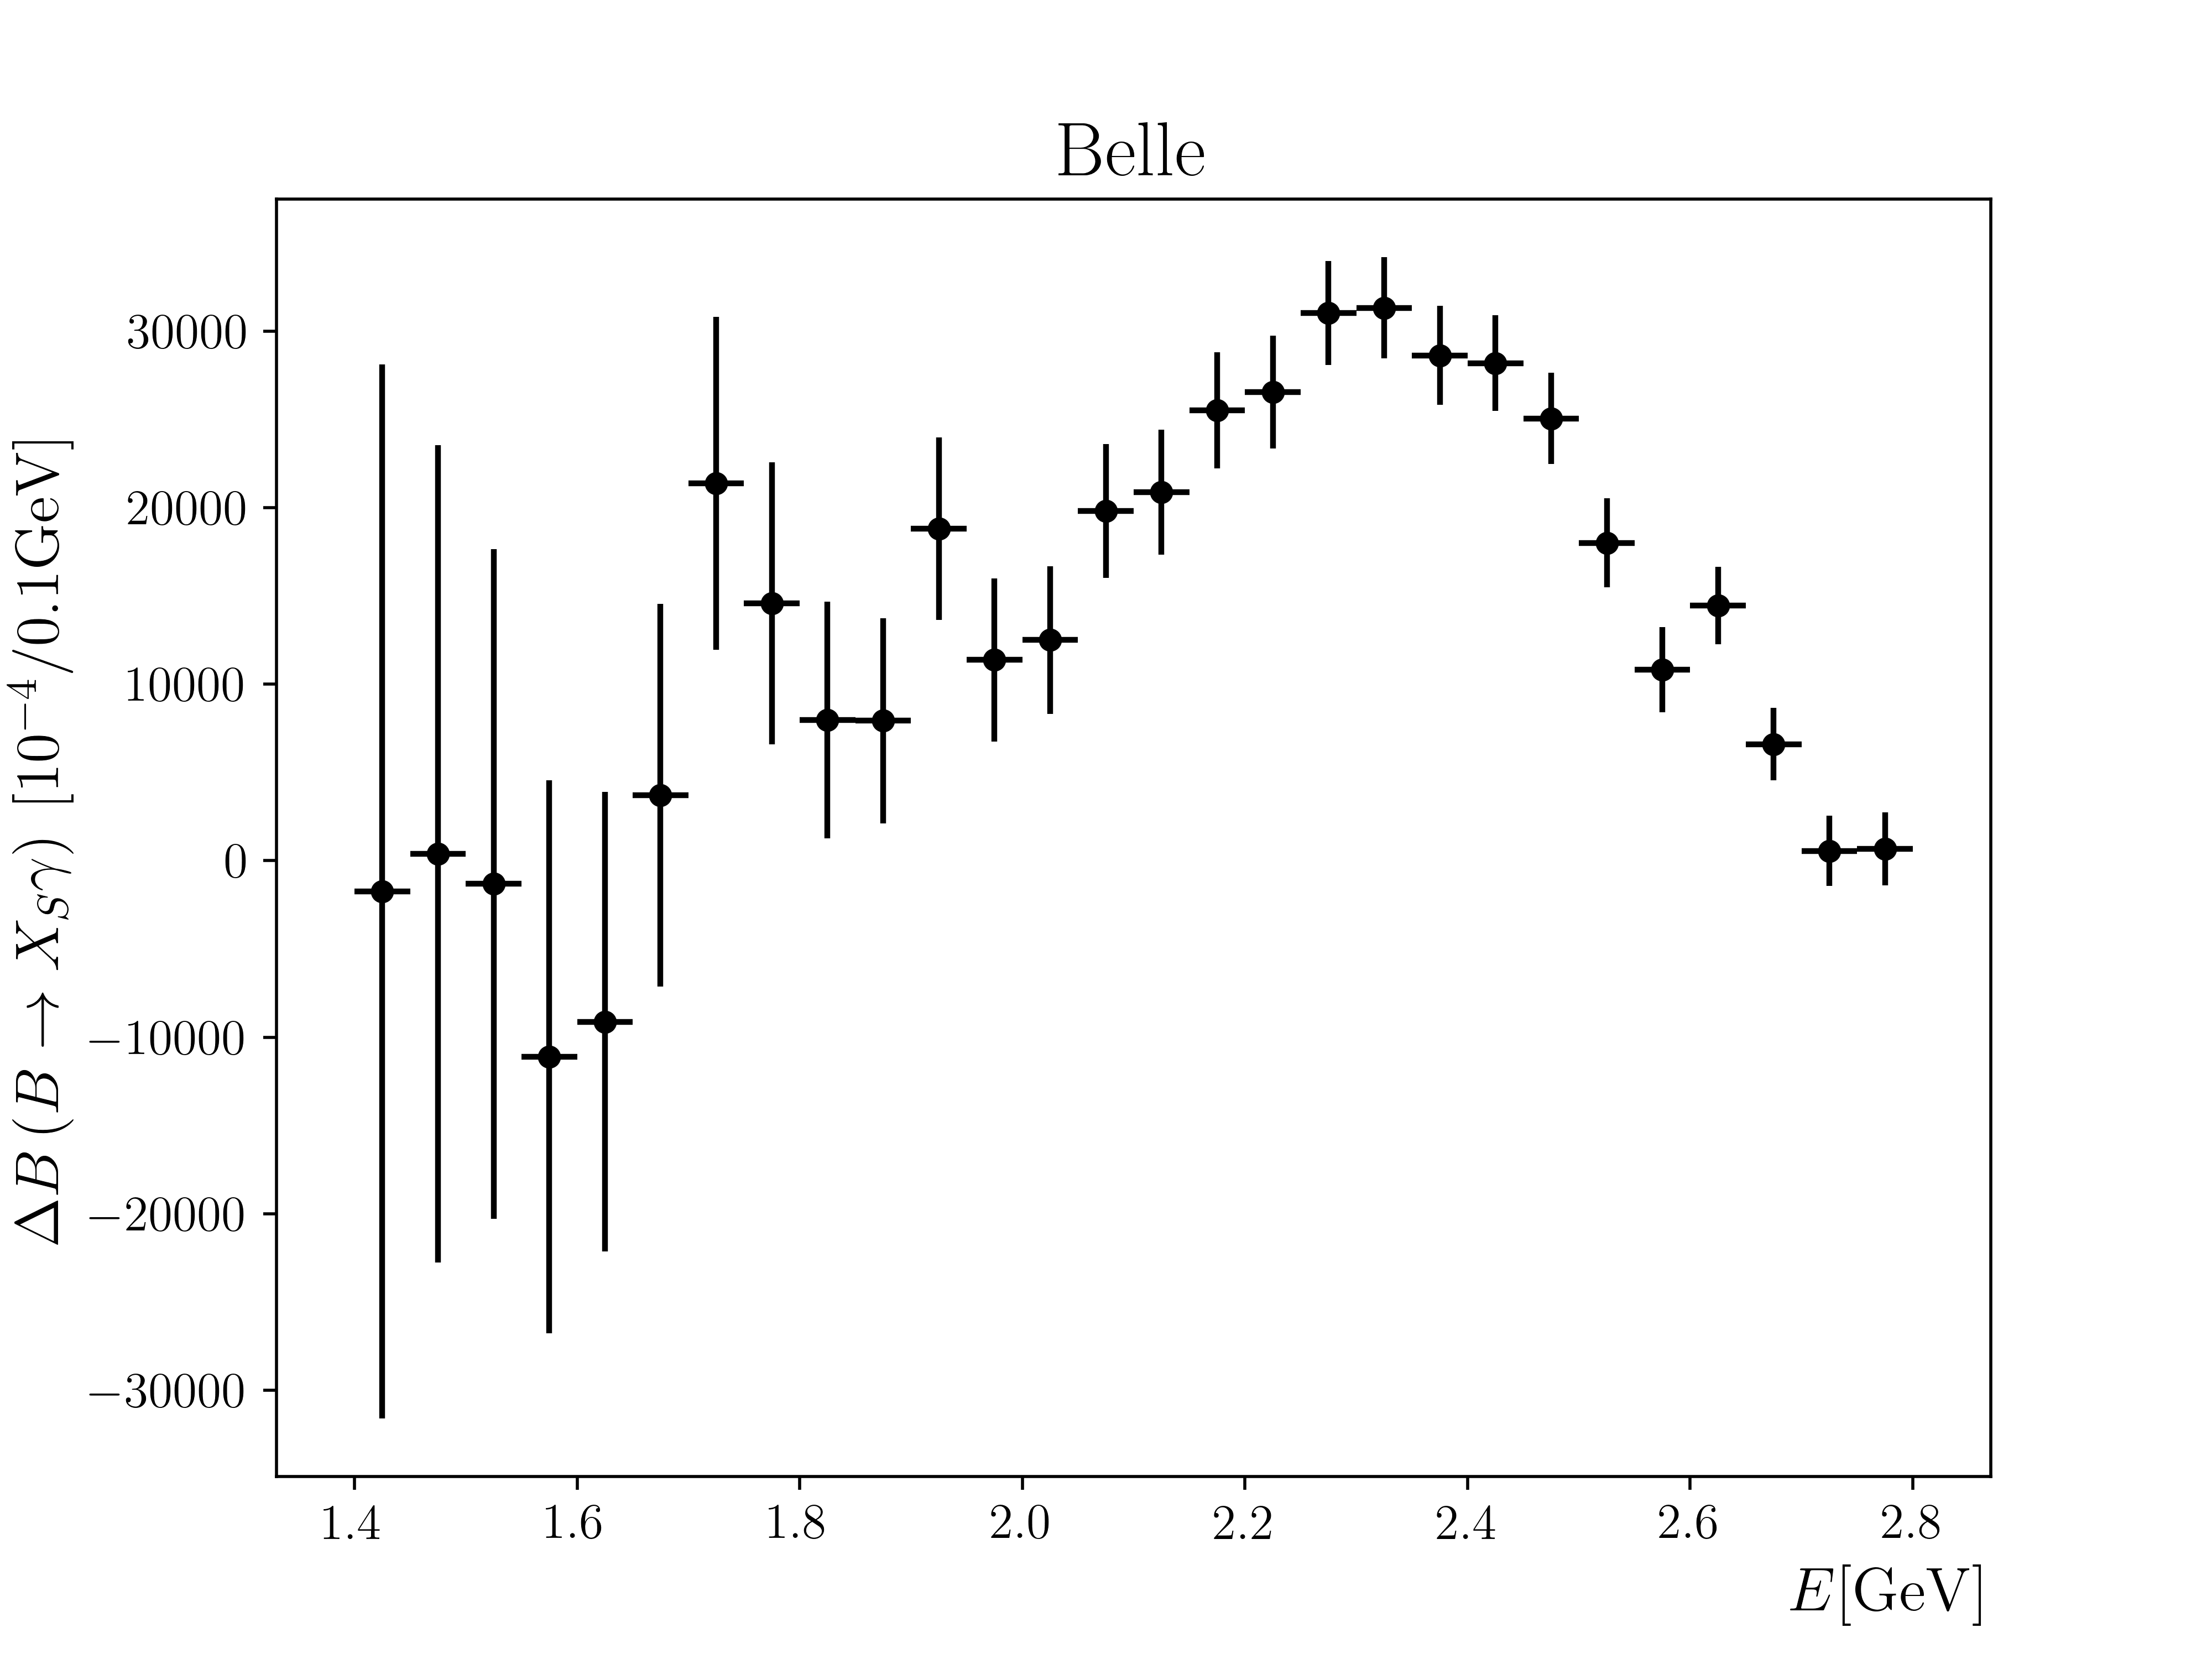 Belle
ΔB (B → X_S γ) [10⁻⁴/0.1GeV]
30000
20000
10000
0
−10000
−20000
−30000
1.4 1.6 1.8 2.0 2.2 2.4 2.6 2.8
E[GeV]